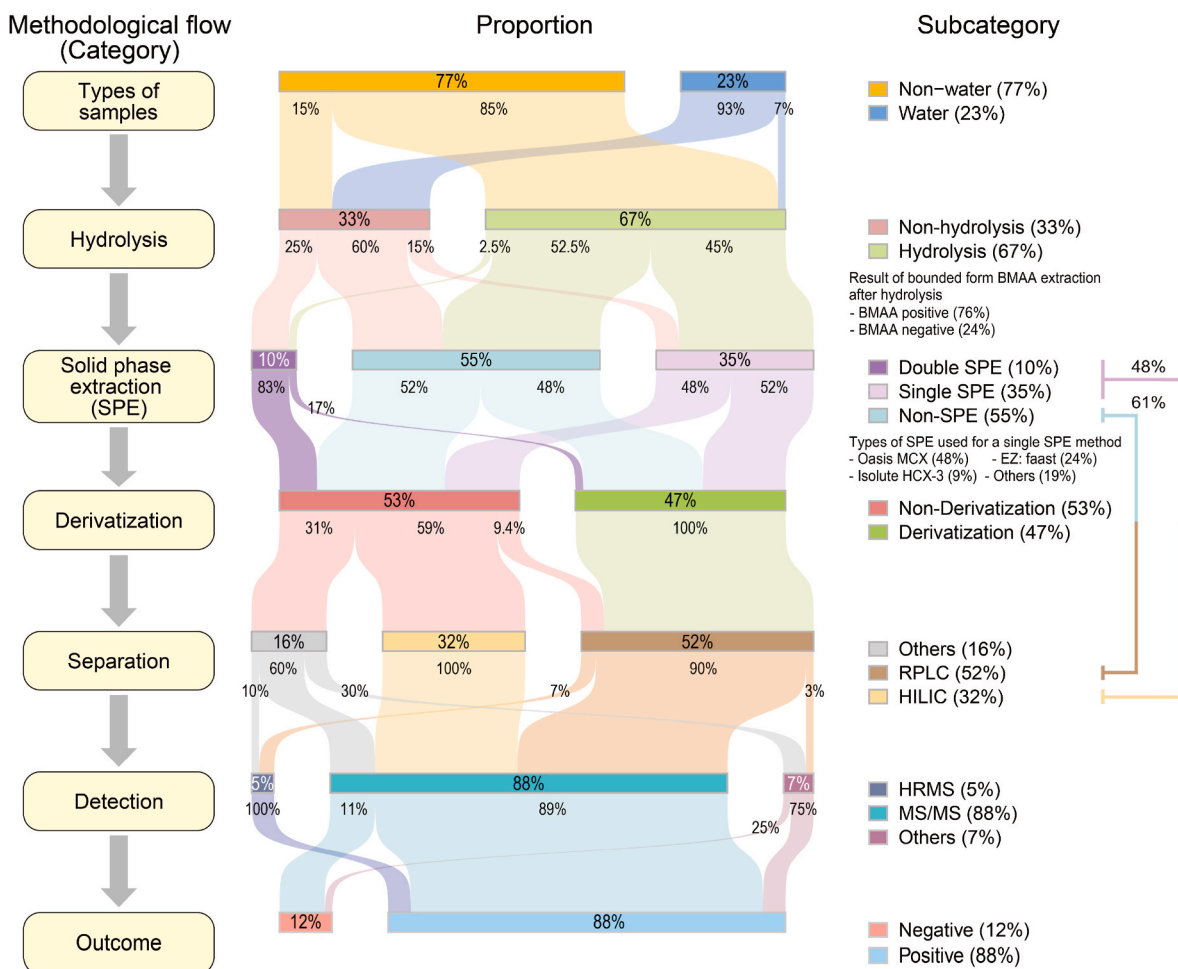 Methodological flow
(Category)
Proportion
Subcategory
Types of
samples
77%
23%
15%
85%
93%
7%
Non−water (77%)
Water (23%)
Hydrolysis
33%
67%
25%
60%
15%
2.5%
52.5%
45%
Non-hydrolysis (33%)
Hydrolysis (67%)
Result of bounded form BMAA extraction
after hydrolysis
- BMAA positive (76%)
- BMAA negative (24%)
Solid phase
extraction
(SPE)
10%
55%
35%
83%
17%
52%
48%
48%
52%
Double SPE (10%)
Single SPE (35%)
Non-SPE (55%)
48%
61%
Types of SPE used for a single SPE method
- Oasis MCX (48%) - EZ: faast (24%)
- Isolute HCX-3 (9%) - Others (19%)
Derivatization
53%
47%
31%
59%
9.4%
100%
Non-Derivatization (53%)
Derivatization (47%)
Separation
16%
32%
52%
10%
60%
30%
100%
7%
90%
3%
Others (16%)
RPLC (52%)
HILIC (32%)
Detection
5%
88%
7%
100%
11%
89%
25%
75%
HRMS (5%)
MS/MS (88%)
Others (7%)
Outcome
12%
88%
Negative (12%)
Positive (88%)